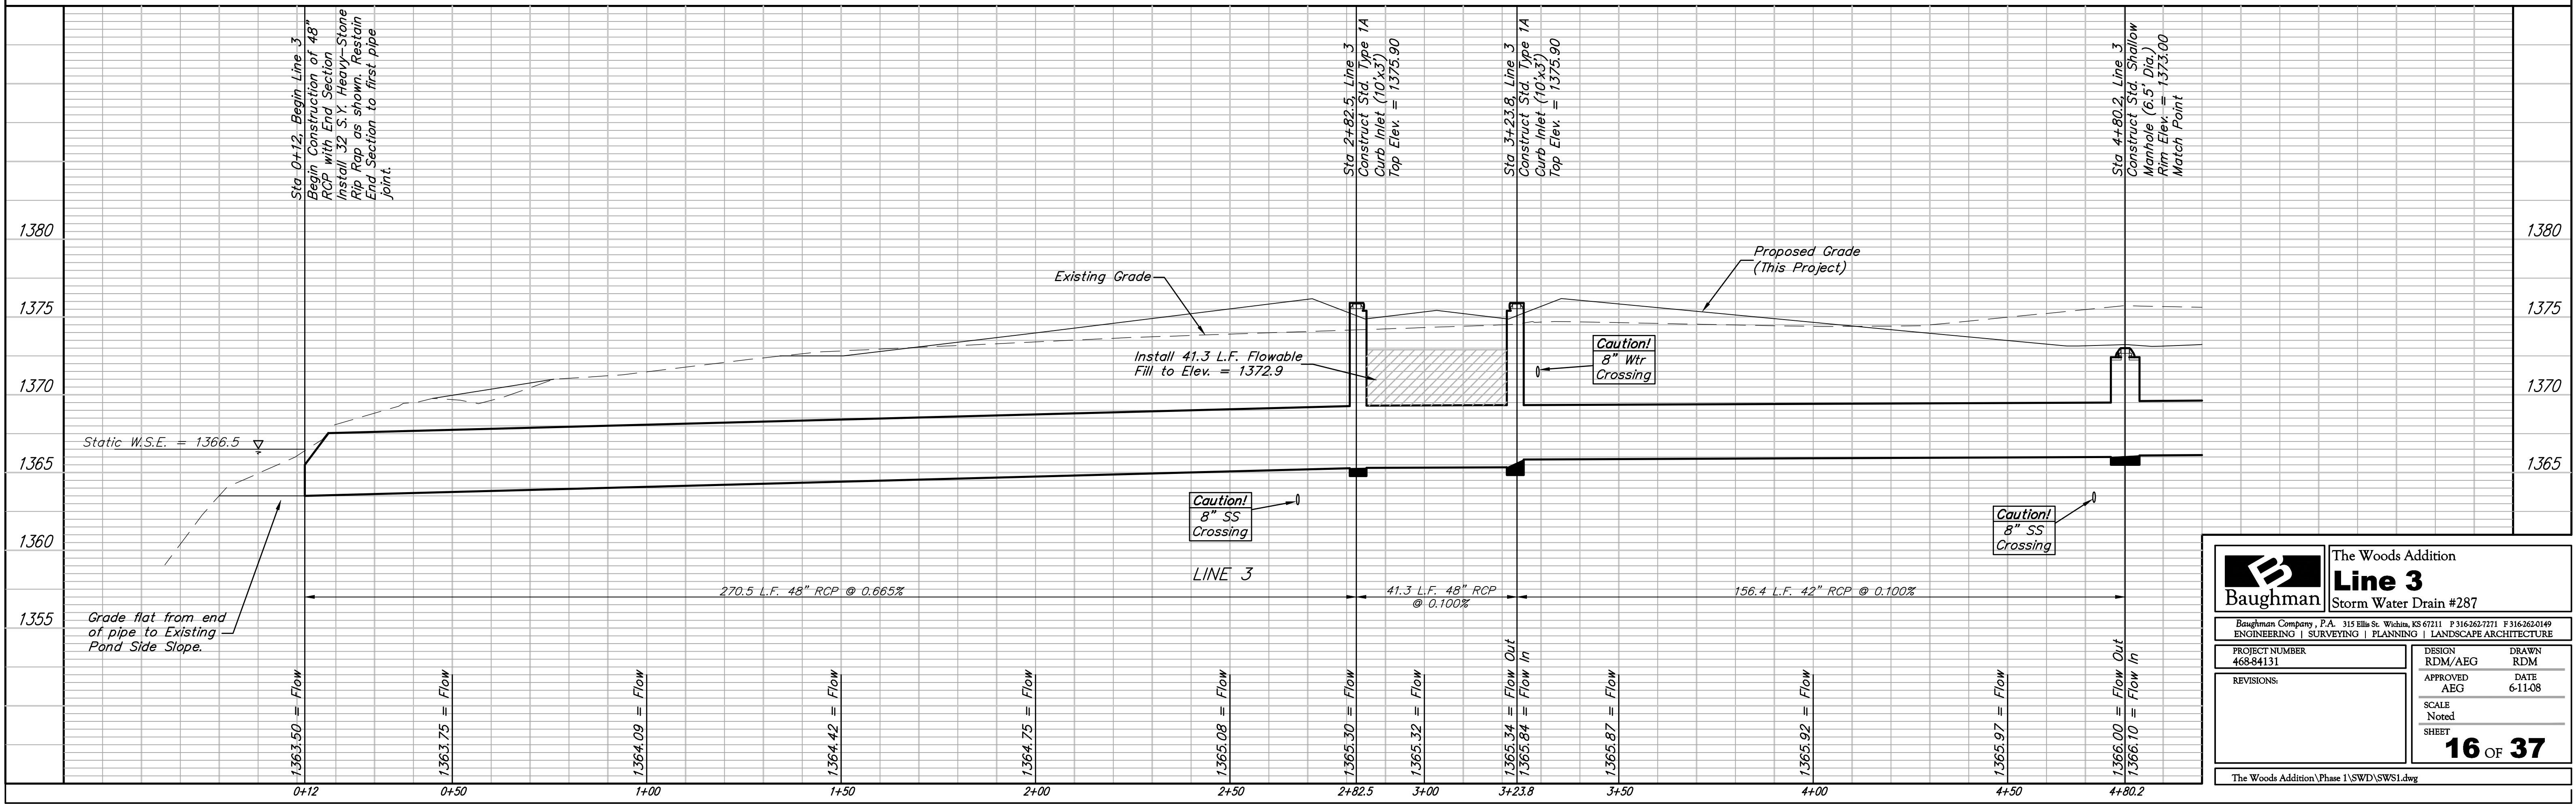 Sta 0+12, Begin Line 3
Begin Construction of 48"
RCP with End Section
Install 32 S.Y. Heavy-Stone
Rip Rap as shown. Restain
End Section to first pipe
joint.
Sta 2+82.5, Line 3
Construct Std. Type 1A
Curb Inlet (10'x3')
Top Elev. = 1375.90
Sta 3+23.8, Line 3
Construct Std. Type 1A
Curb Inlet (10'x3')
Top Elev. = 1375.90
Sta 4+80.2, Line 3
Construct Std. Shallow
Manhole (6.5' Dia.)
Rim Elev. = 1373.00
Match Point
1380
1375
1370
1365
1360
1355
1380
1375
1370
1365
Existing Grade
Proposed Grade
(This Project)
Install 41.3 L.F. Flowable
Fill to Elev. = 1372.9
Caution!
8" Wtr
Crossing
Static W.S.E. = 1366.5
Caution!
8" SS
Crossing
Caution!
8" SS
Crossing
LINE 3
270.5 L.F. 48" RCP @ 0.665%
41.3 L.F. 48" RCP
@ 0.100%
156.4 L.F. 42" RCP @ 0.100%
Grade flat from end
of pipe to Existing
Pond Side Slope.
1363.50 = Flow
1363.75 = Flow
1364.09 = Flow
1364.42 = Flow
1364.75 = Flow
1365.08 = Flow
1365.30 = Flow
1365.32 = Flow
1365.34 = Flow Out
1365.84 = Flow In
1365.87 = Flow
1365.92 = Flow
1365.97 = Flow
1366.00 = Flow Out
1366.10 = Flow In
0+12
0+50
1+00
1+50
2+00
2+50
2+82.5
3+00
3+23.8
3+50
4+00
4+50
4+80.2
B
Baughman
The Woods Addition
Line 3
Storm Water Drain #287
Baughman Company, P.A. 315 Ellis St. Wichita, KS 67211 P 316-262-7271 F 316-262-0149
ENGINEERING | SURVEYING | PLANNING | LANDSCAPE ARCHITECTURE
PROJECT NUMBER
468-84131
REVISIONS:
DESIGN
RDM/AEG
DRAWN
RDM
APPROVED
AEG
DATE
6-11-08
SCALE
Noted
SHEET
16 OF 37
The Woods Addition\Phase 1\SWD\SWS1.dwg